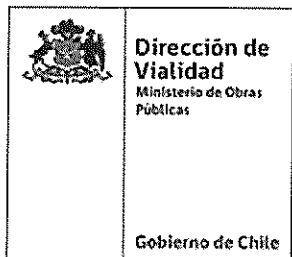 Dirección de
Vialidad
Ministerio de Obras
Públicas
Gobierno de Chile